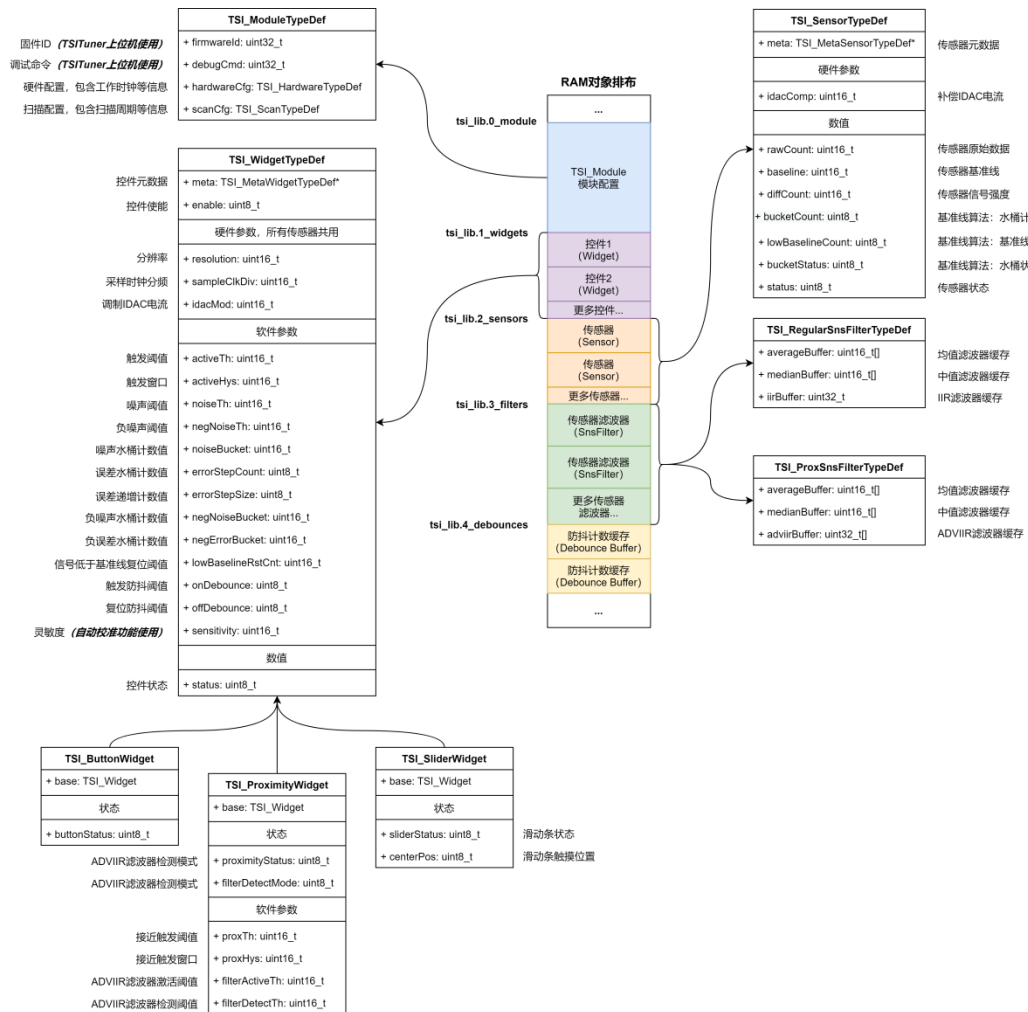 TSI_ModuleTypeDef
固件ID（TSITuner上位机使用） + firmwareId: uint32_t
调试命令（TSITuner上位机使用） + debugCmd: uint32_t
硬件配置，包含工作时钟等信息 + hardwareCfg: TSI_HardwareTypeDef
扫描配置，包含扫描周期等信息 + scanCfg: TSI_ScanTypeDef
TSI_WidgetTypeDef
控件元数据 + meta: TSI_MetaWidgetTypeDef*
控件使能 + enable: uint8_t
硬件参数，所有传感器共用
分辨率 + resolution: uint16_t
采样时钟分频 + sampleClkDiv: uint16_t
调制IDAC电流 + idacMod: uint16_t
软件参数
触发阈值 + activeTh: uint16_t
触发窗口 + activeHys: uint16_t
噪声阈值 + noiseTh: uint16_t
负噪声阈值 + negNoiseTh: uint16_t
噪声水桶计数值 + noiseBucket: uint16_t
误差水桶计数值 + errorStepCount: uint8_t
误差递增计数值 + errorStepSize: uint8_t
负噪声水桶计数值 + negNoiseBucket: uint16_t
负误差水桶计数值 + negErrorBucket: uint16_t
信号低于基准线复位阈值 + lowBaselineRstCnt: uint16_t
触发防抖阈值 + onDebounce: uint8_t
复位防抖阈值 + offDebounce: uint8_t
灵敏度（自动校准功能使用） + sensitivity: uint16_t
数值
控件状态 + status: uint8_t
TSI_ButtonWidget
+ base: TSI_Widget
状态
+ buttonStatus: uint8_t
TSI_ProximityWidget
+ base: TSI_Widget
状态
ADVIIR滤波器检测模式 + proximityStatus: uint8_t
ADVIIR滤波器检测模式 + filterDetectMode: uint8_t
软件参数
接近触发阈值 + proxTh: uint16_t
接近触发窗口 + proxHys: uint16_t
ADVIIR滤波器激活阈值 + filterActiveTh: uint16_t
ADVIIR滤波器检测阈值 + filterDetectTh: uint16_t
TSI_SliderWidget
+ base: TSI_Widget
状态
+ sliderStatus: uint8_t 滑动条状态
+ centerPos: uint8_t 滑动条触摸位置
RAM对象排布
...
tsi_lib.0_module
TSI_Module
模块配置
tsi_lib.1_widgets
控件1
(Widget)
控件2
(Widget)
更多控件...
tsi_lib.2_sensors
传感器
(Sensor)
传感器
(Sensor)
更多传感器...
tsi_lib.3_filters
传感器滤波器
(SnsFilter)
传感器滤波器
(SnsFilter)
更多传感器
滤波器...
tsi_lib.4_debounces
防抖计数缓存
(Debounce Buffer)
防抖计数缓存
(Debounce Buffer)
...
TSI_SensorTypeDef
+ meta: TSI_MetaSensorTypeDef* 传感器元数据
硬件参数
+ idacComp: uint16_t 补偿IDAC电流
数值
+ rawCount: uint16_t 传感器原始数据
+ baseline: uint16_t 传感器基准线
+ diffCount: uint16_t 传感器信号强度
+ bucketCount: uint8_t 基准线算法：水桶计
+ lowBaselineCount: uint8_t 基准线算法：基准线
+ bucketStatus: uint8_t 基准线算法：水桶状
+ status: uint8_t 传感器状态
TSI_RegularSnsFilterTypeDef
+ averageBuffer: uint16_t[] 均值滤波器缓存
+ medianBuffer: uint16_t[] 中值滤波器缓存
+ iirBuffer: uint32_t IIR滤波器缓存
TSI_ProxSnsFilterTypeDef
+ averageBuffer: uint16_t[] 均值滤波器缓存
+ medianBuffer: uint16_t[] 中值滤波器缓存
+ adviirBuffer: uint32_t[] ADVIIR滤波器缓存